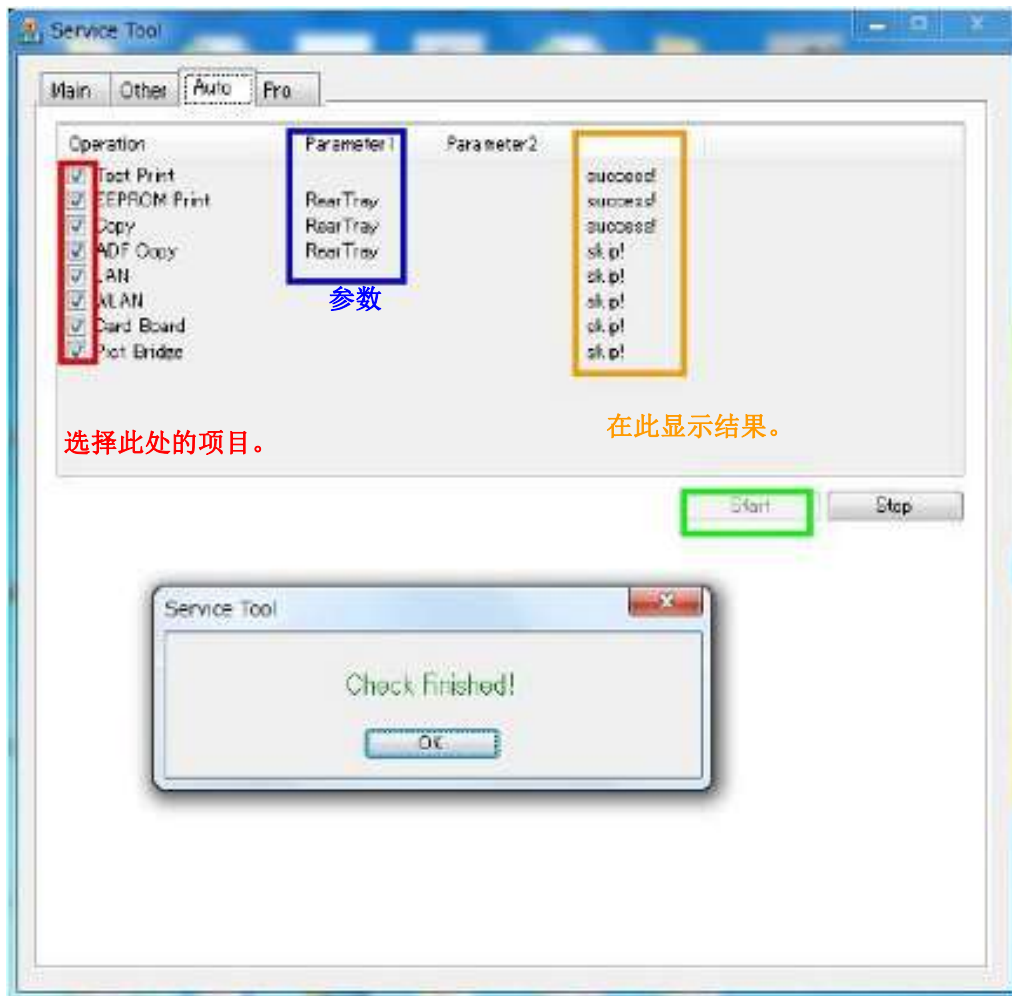 Service Tool
Main Other Auto Pro
Operation Parameter1 Parameter2
Test Print success!
EEPROM Print RearTray success!
Copy RearTray success!
ADF Copy RearTray skip!
LAN skip!
WLAN skip!
Card Board skip!
Pict Bridge skip!
参数
选择此处的项目。
在此显示结果。
Start Stop
Service Tool
Check Finished!
OK